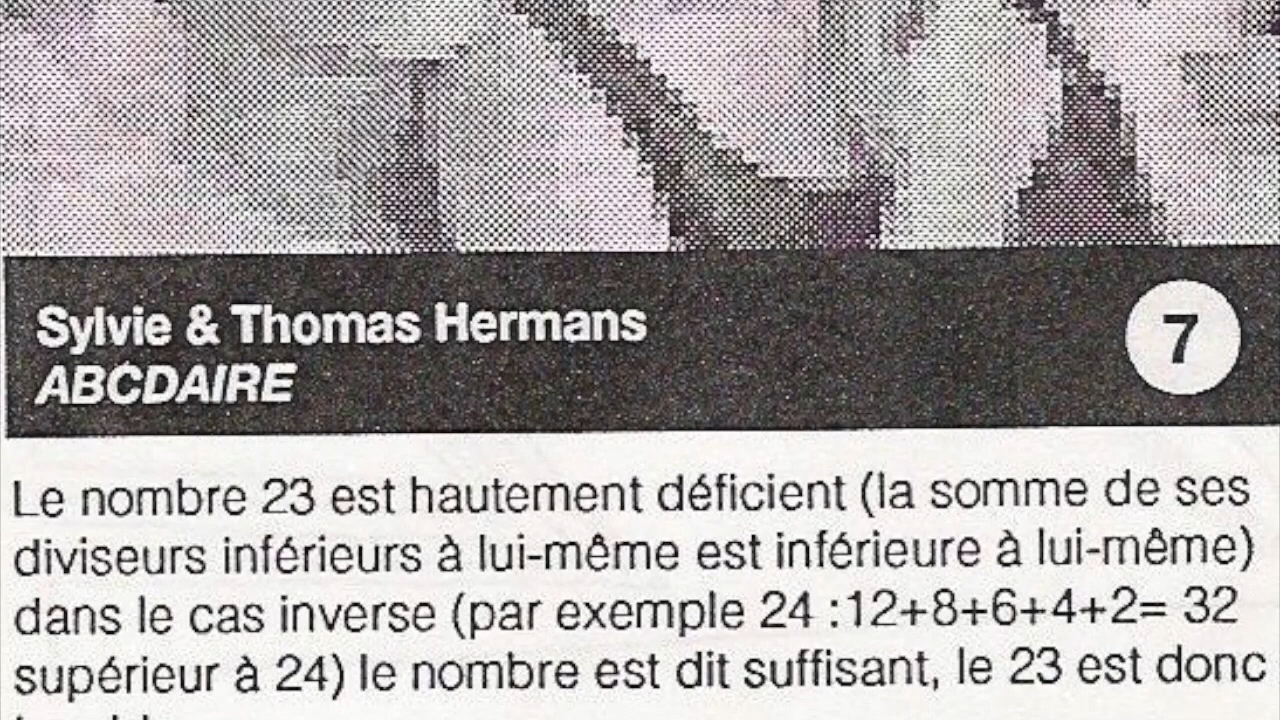 Sylvie & Thomas Hermans
7
ABCDAIRE
Le nombre 23 est hautement déficient (la somme de ses
diviseurs inférieurs à lui-même est inférieure à lui-même)
dans le cas inverse (par exemple 24 :12+8+6+4+2= 32
supérieur à 24) le nombre est dit suffisant, le 23 est donc